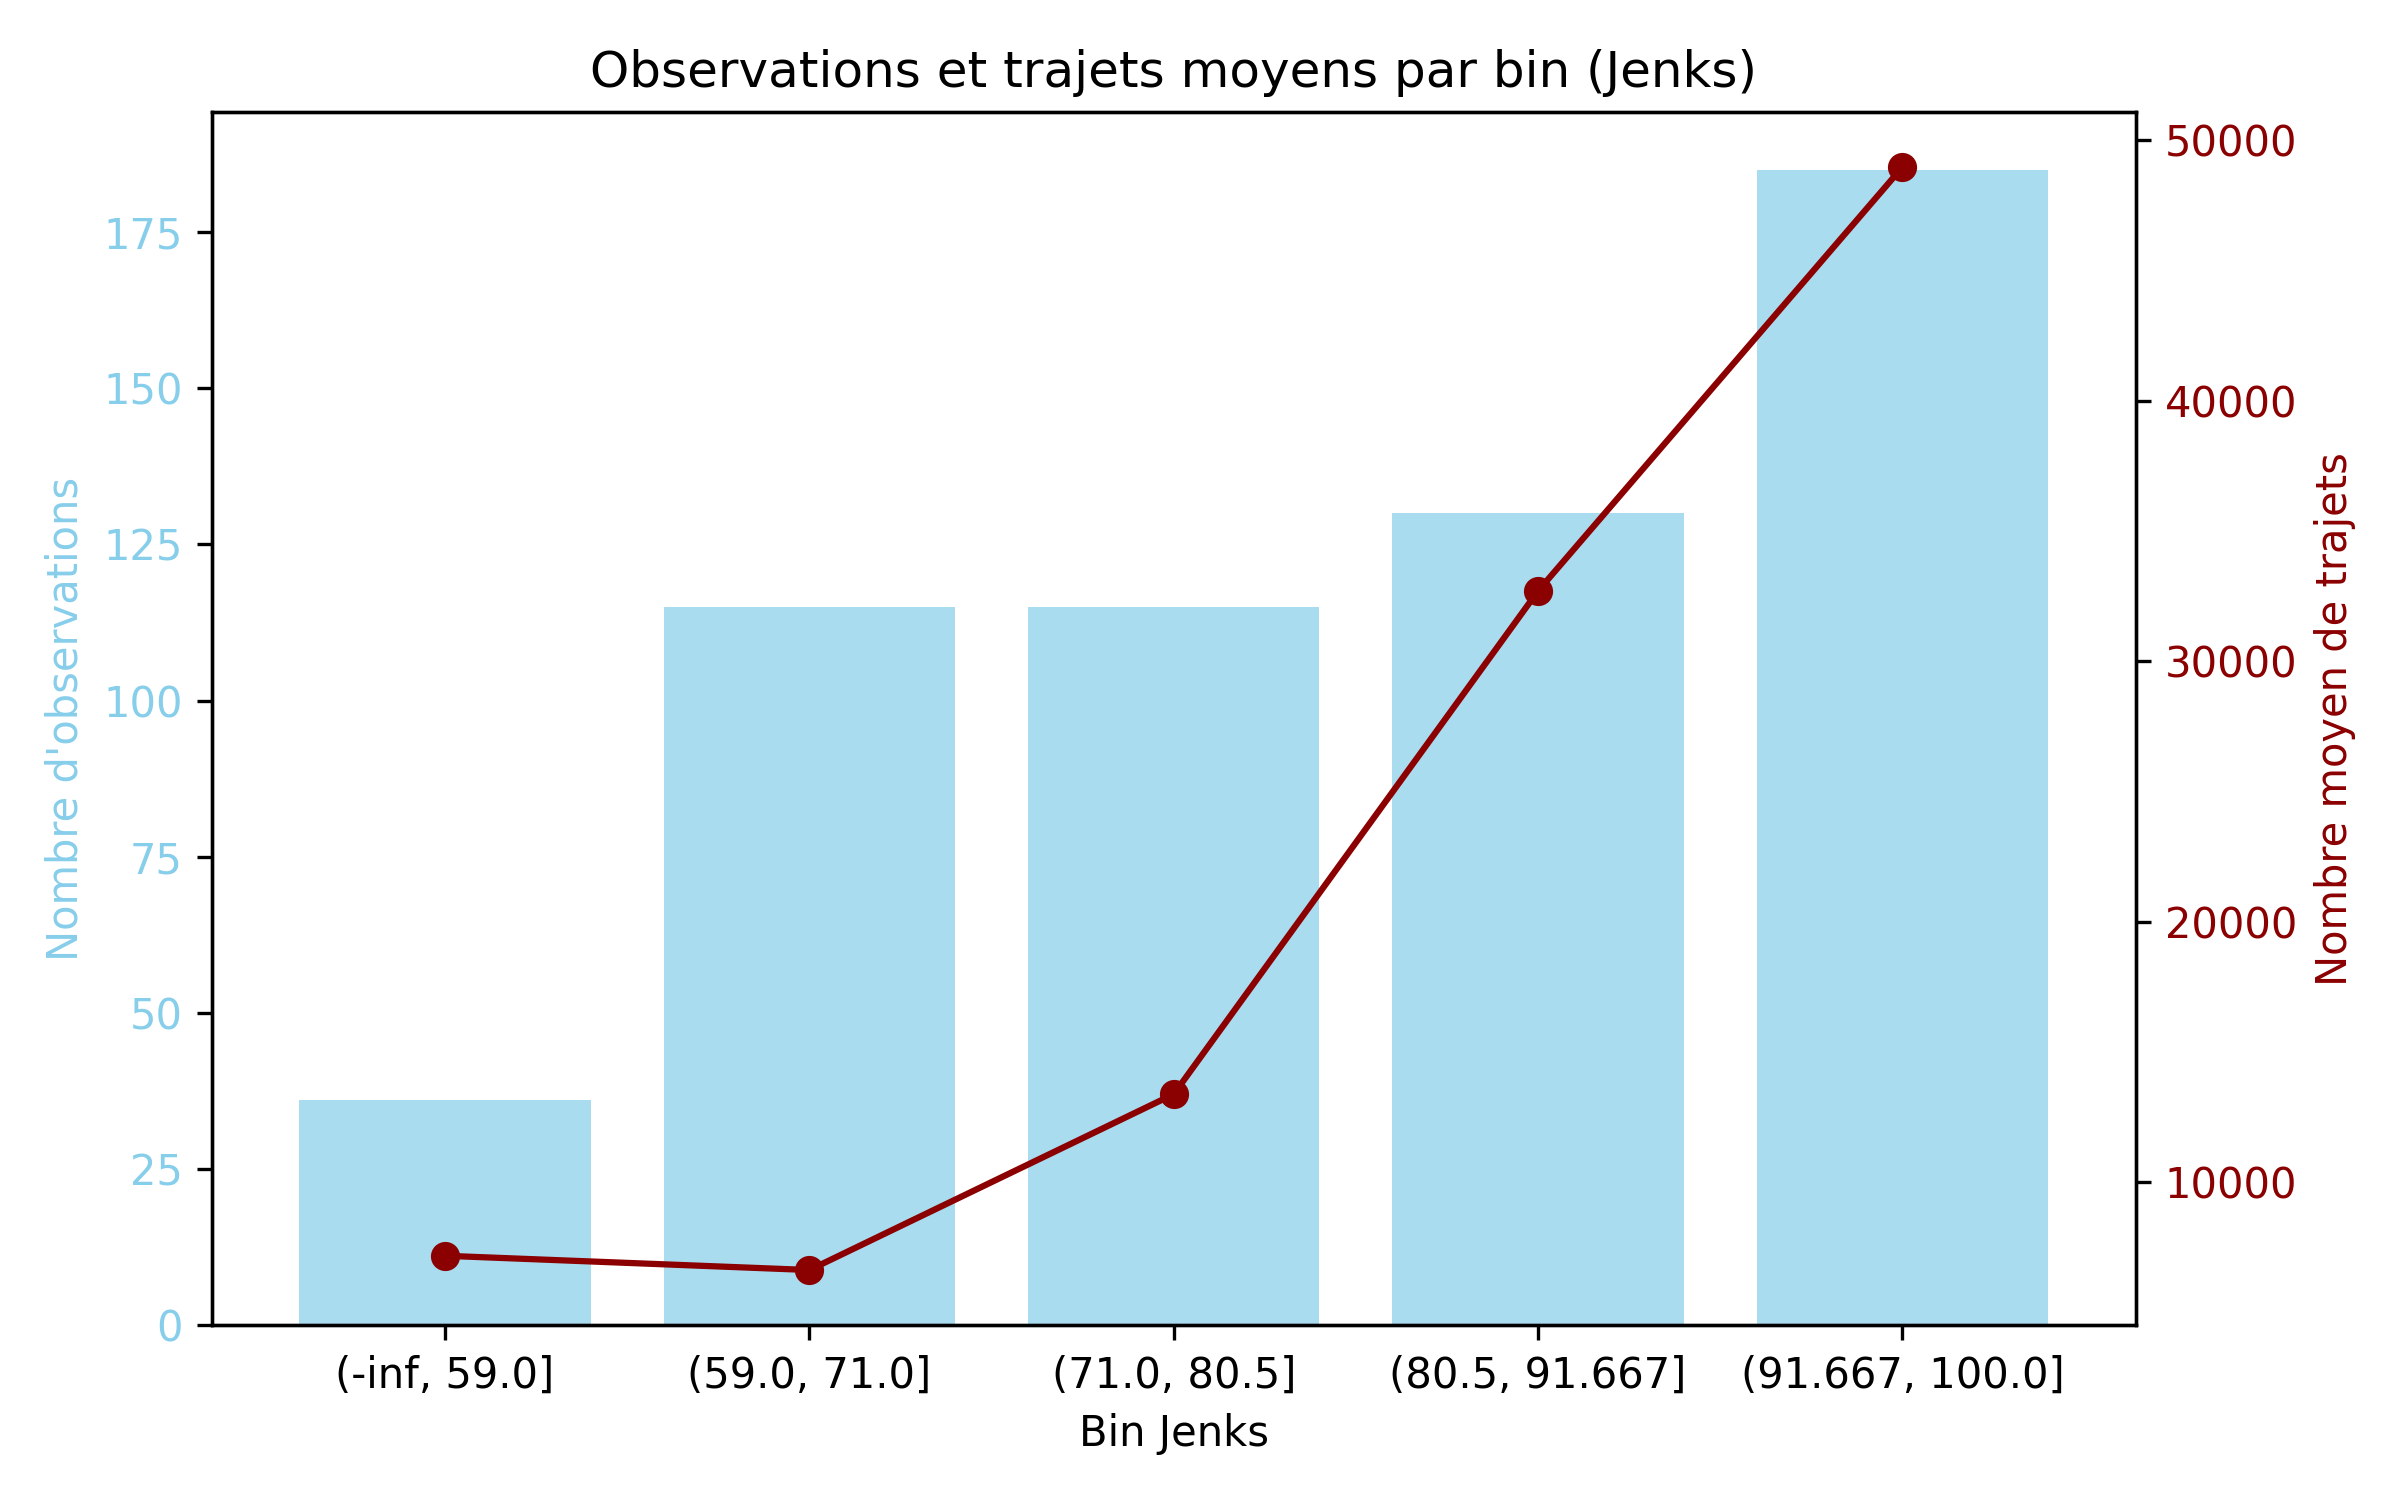 Observations et trajets moyens par bin (Jenks)
Nombre d'observations
175
150
125
100
75
50
25
0
50000
40000
30000
20000
10000
Nombre moyen de trajets
(-inf, 59.0] (59.0, 71.0] (71.0, 80.5] (80.5, 91.667] (91.667, 100.0]
Bin Jenks